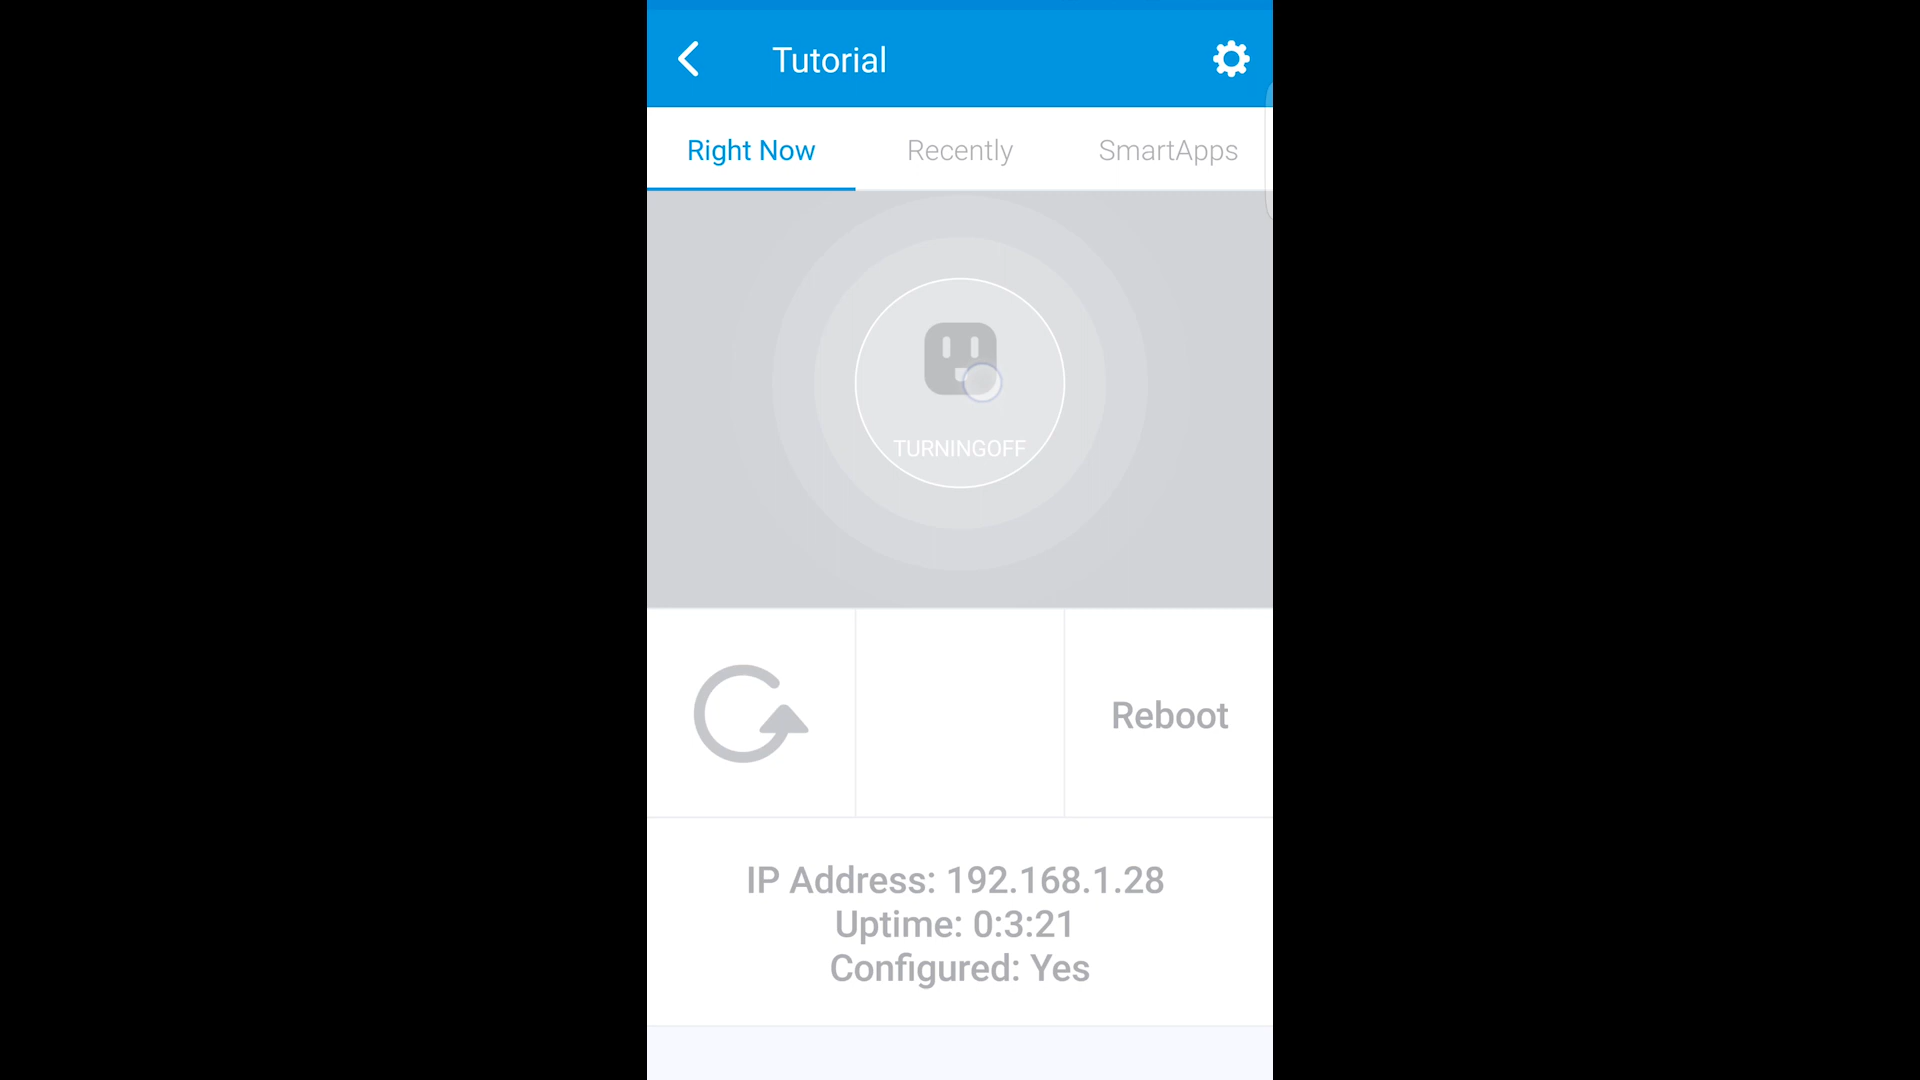 Tutorial
Right Now
Recently
SmartApps
TURNINGOFF
Reboot
IP Address: 192.168.1.28
Uptime: 0:3:21
Configured: Yes